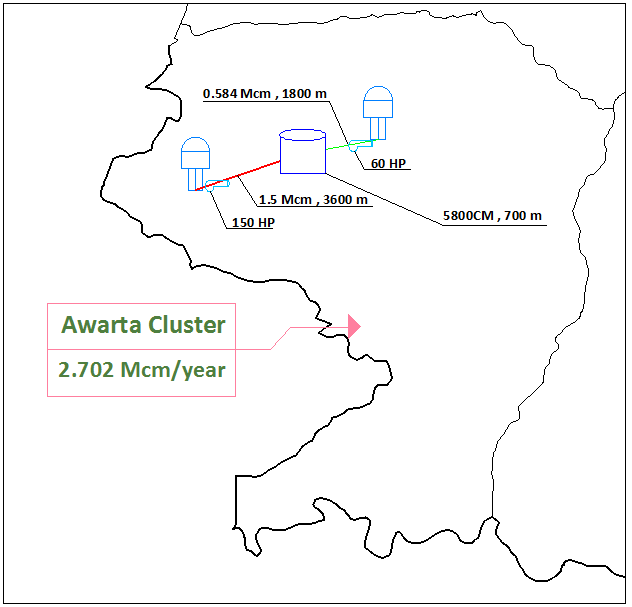 0.584 Mcm , 1800 m
60 HP
1.5 Mcm , 3600 m
5800CM , 700 m
150 HP
Awarta Cluster
2.702 Mcm/year